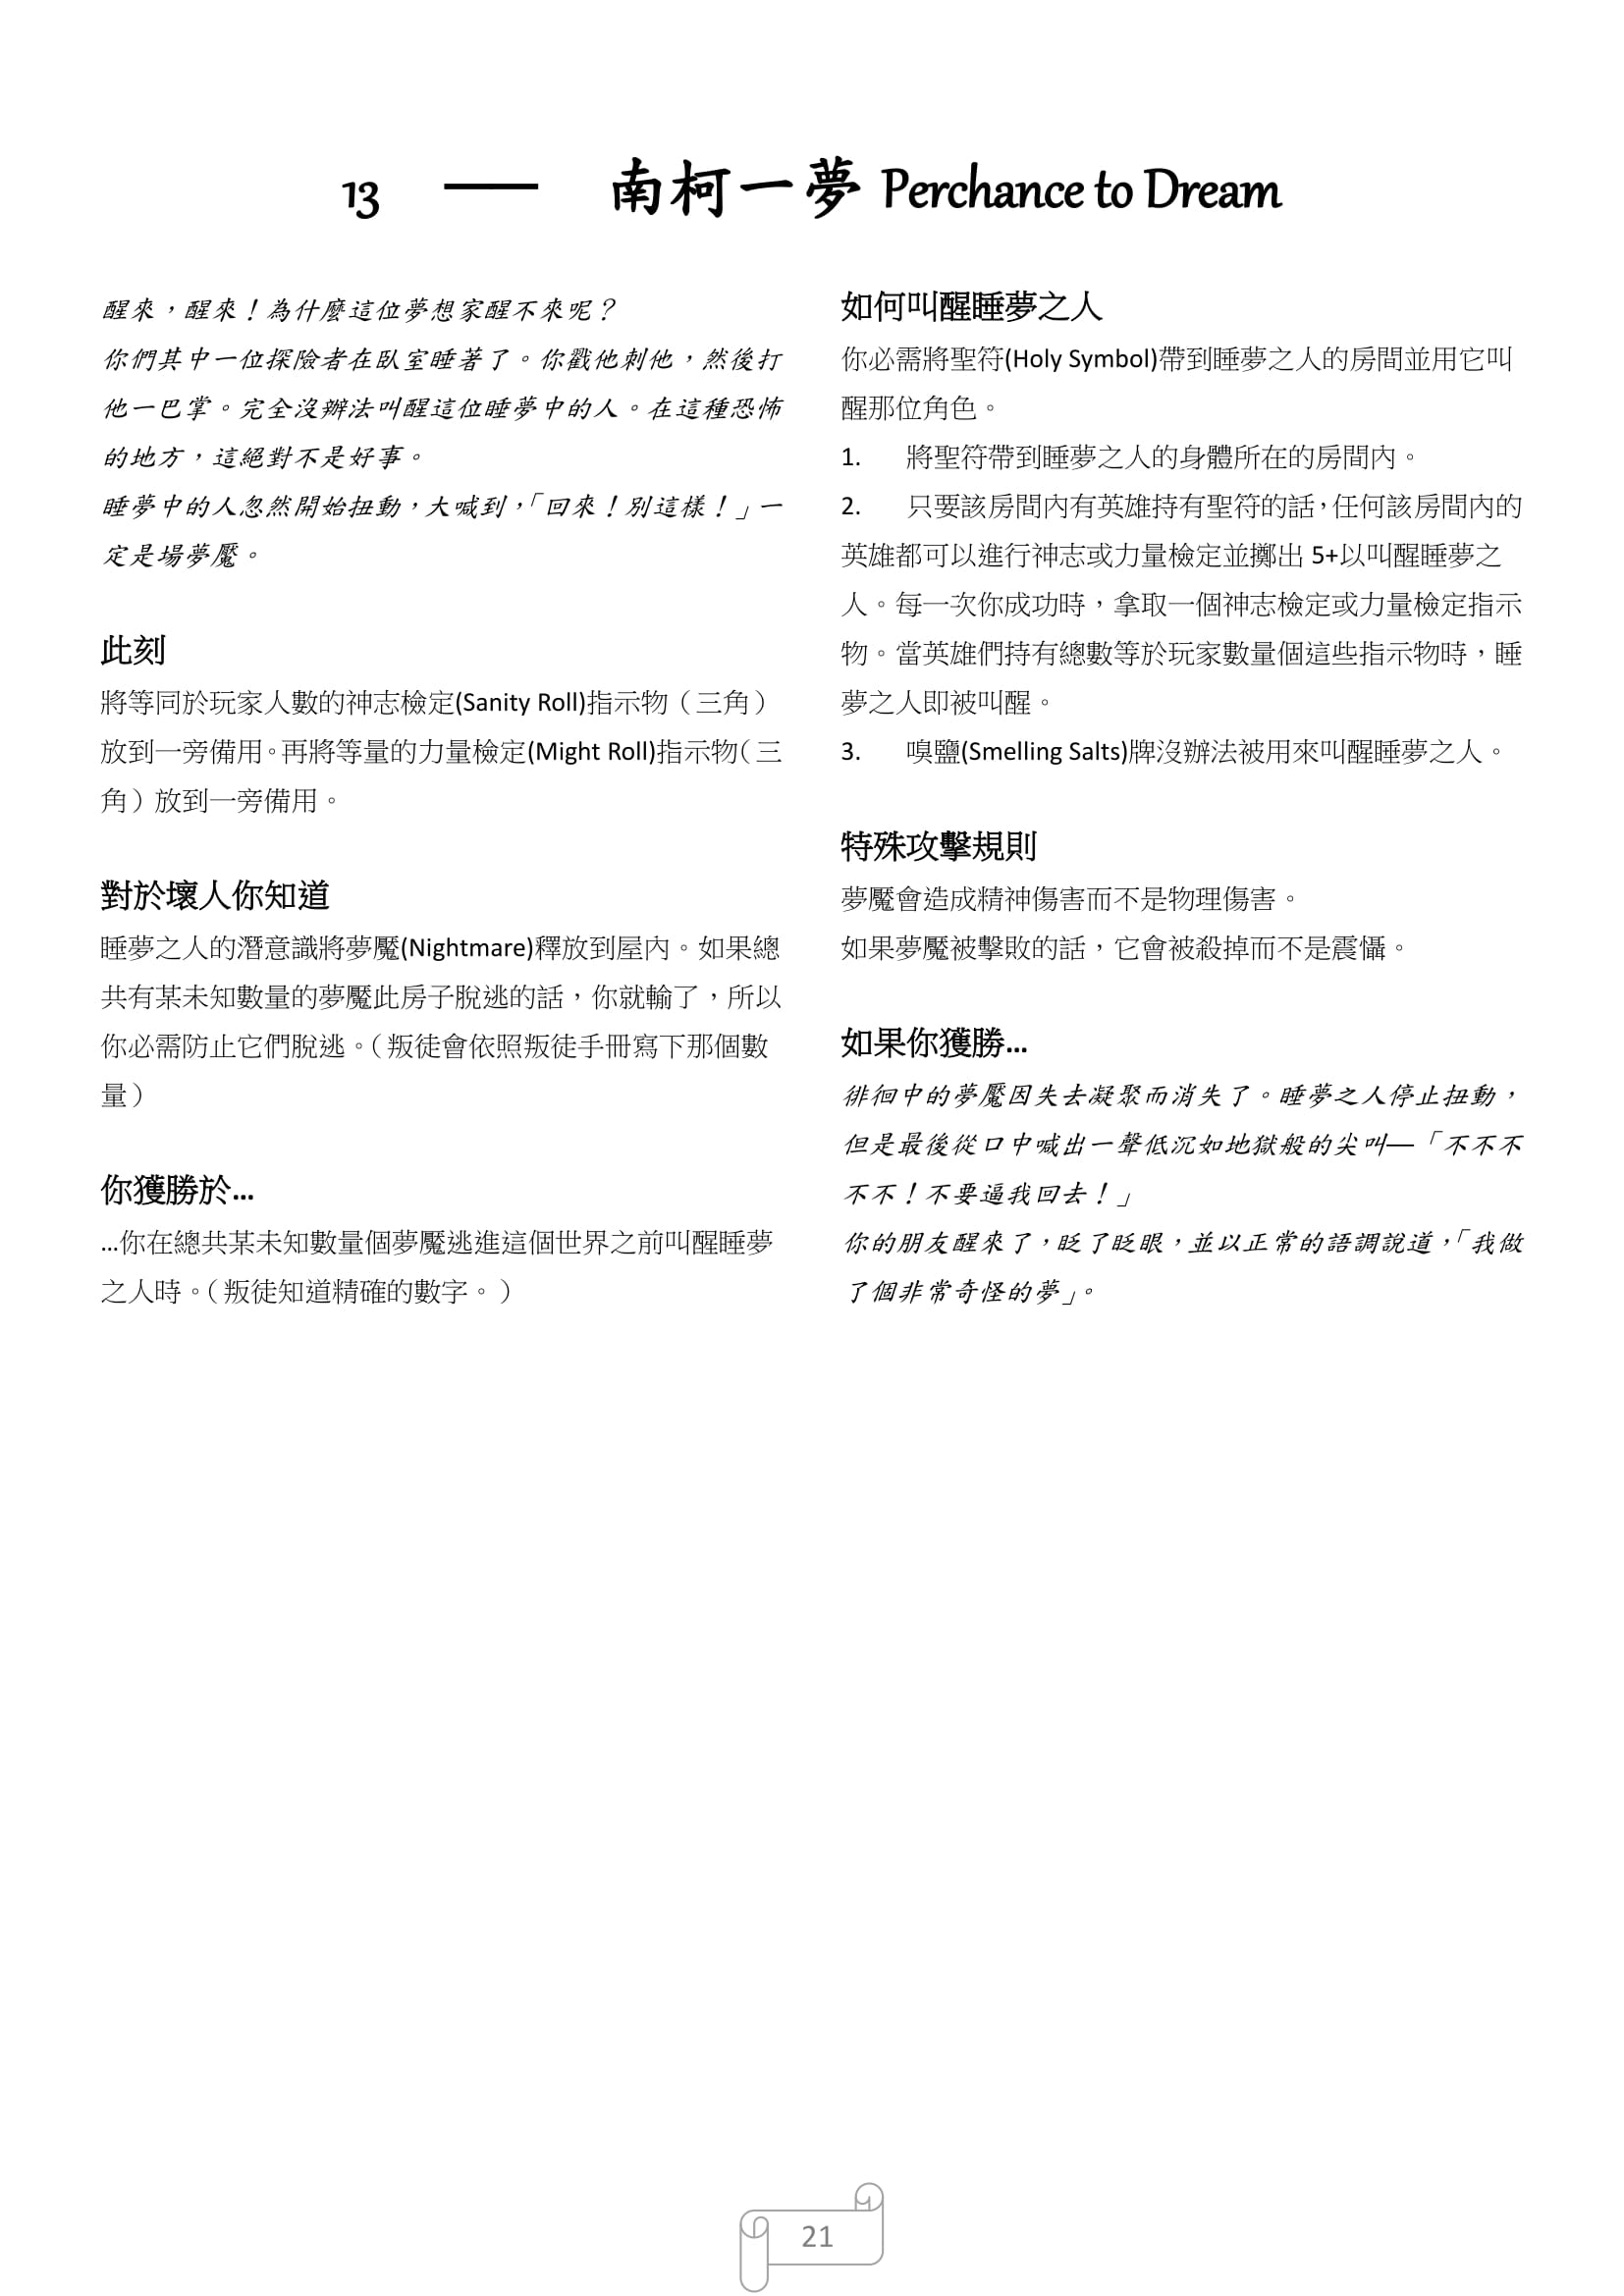 13 — 南柯一夢 Perchance to Dream
醒來，醒來！為什麼這位夢想家醒不來呢？
你們其中一位探險者在臥室睡著了。你戳他刺他，然後打
他一巴掌。完全沒辦法叫醒這位睡夢中的人。在這種恐怖
的地方，這絕對不是好事。
睡夢中的人忽然開始扭動，大喊到，「回來！別這樣！」一
定是場夢魘。
此刻
將等同於玩家人數的神志檢定(Sanity Roll)指示物（三角）
放到一旁備用。再將等量的力量檢定(Might Roll)指示物（三
角）放到一旁備用。
對於壞人你知道
睡夢之人的潛意識將夢魘(Nightmare)釋放到屋內。如果總
共有某未知數量的夢魘此房子脫逃的話，你就輸了，所以
你必需防止它們脫逃。（叛徒會依照叛徒手冊寫下那個數
量）
你獲勝於…
…你在總共某未知數量個夢魘逃進這個世界之前叫醒睡夢
之人時。（叛徒知道精確的數字。）
如何叫醒睡夢之人
你必需將聖符(Holy Symbol)帶到睡夢之人的房間並用它叫
醒那位角色。
1. 將聖符帶到睡夢之人的身體所在的房間內。
2. 只要該房間內有英雄持有聖符的話，任何該房間內的
英雄都可以進行神志或力量檢定並擲出 5+以叫醒睡夢之
人。每一次你成功時，拿取一個神志檢定或力量檢定指示
物。當英雄們持有總數等於玩家數量個這些指示物時，睡
夢之人即被叫醒。
3. 嗅鹽(Smelling Salts)牌沒辦法被用來叫醒睡夢之人。
特殊攻擊規則
夢魘會造成精神傷害而不是物理傷害。
如果夢魘被擊敗的話，它會被殺掉而不是震懾。
如果你獲勝…
徘徊中的夢魘因失去凝聚而消失了。睡夢之人停止扭動，
但是最後從口中喊出一聲低沉如地獄般的尖叫—「不不不
不不！不要逼我回去！」
你的朋友醒來了，眨了眨眼，並以正常的語調說道，「我做
了個非常奇怪的夢」。
21